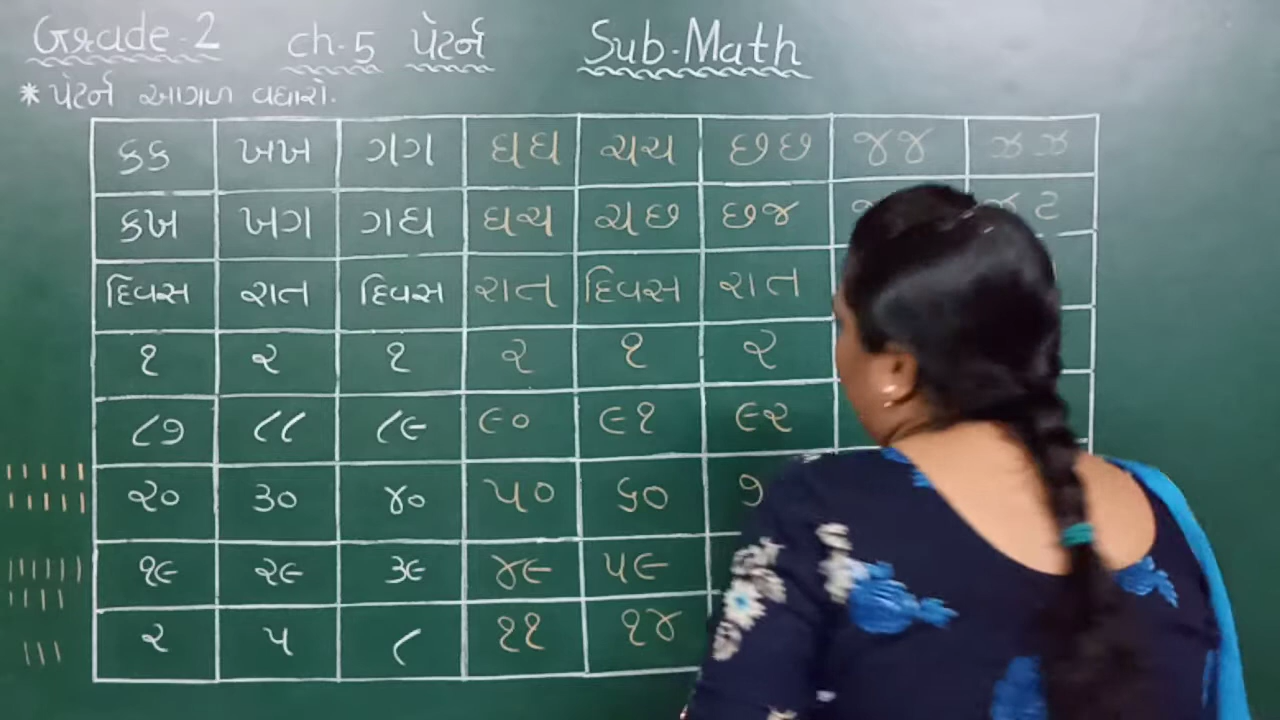 Grade-2 ch-5 પેટર્ન Sub-Math
* પેટર્ન આગળ વધારો.
કક ખખ ગગ ઘઘ ચચ છછ જજ ઝઝ
કખ ખગ ગઘ ઘચ ચછ છજ ટ
દિવસ રાત દિવસ રાત દિવસ રાત
૧ ૨ ૧ ૨ ૧ ૨
૮૭ ૮૮ ૮૯ ૯૦ ૯૧ ૯૨
૨૦ ૩૦ ૪૦ ૫૦ ૬૦
૧૯ ૨૯ ૩૯ ૪૯ ૫૯
૨ ૫ ૮ ૧૧ ૧૪